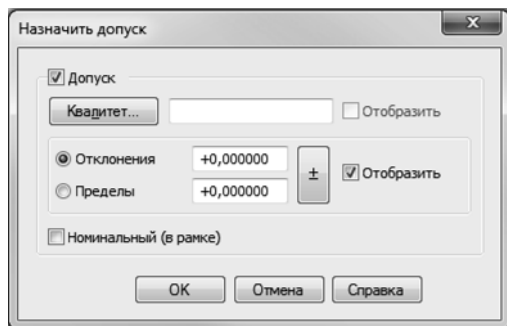 Назначить допуск
Допуск
Квалитет... Отобразить
Отклонения +0,000000 ± Отобразить
Пределы +0,000000
Номинальный (в рамке)
OK Отмена Справка